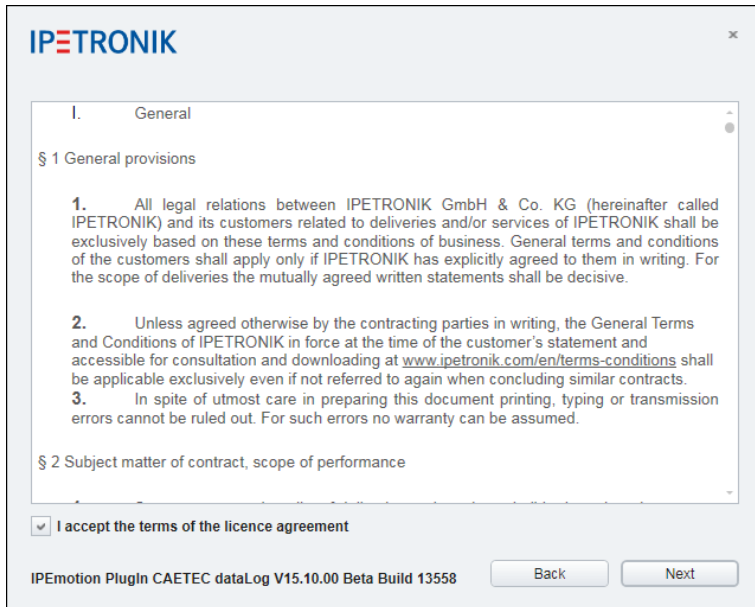 IPETRONIK
×
I. General
§ 1 General provisions
1. All legal relations between IPETRONIK GmbH & Co. KG (hereinafter called
IPETRONIK) and its customers related to deliveries and/or services of IPETRONIK shall be
exclusively based on these terms and conditions of business. General terms and conditions
of the customers shall apply only if IPETRONIK has explicitly agreed to them in writing. For
the scope of deliveries the mutually agreed written statements shall be decisive.
2. Unless agreed otherwise by the contracting parties in writing, the General Terms
and Conditions of IPETRONIK in force at the time of the customer's statement and
accessible for consultation and downloading at www.ipetronik.com/en/terms-conditions shall
be applicable exclusively even if not referred to again when concluding similar contracts.
3. In spite of utmost care in preparing this document printing, typing or transmission
errors cannot be ruled out. For such errors no warranty can be assumed.
§ 2 Subject matter of contract, scope of performance
I accept the terms of the licence agreement
IPEmotion PlugIn CAETEC dataLog V15.10.00 Beta Build 13558
Back
Next